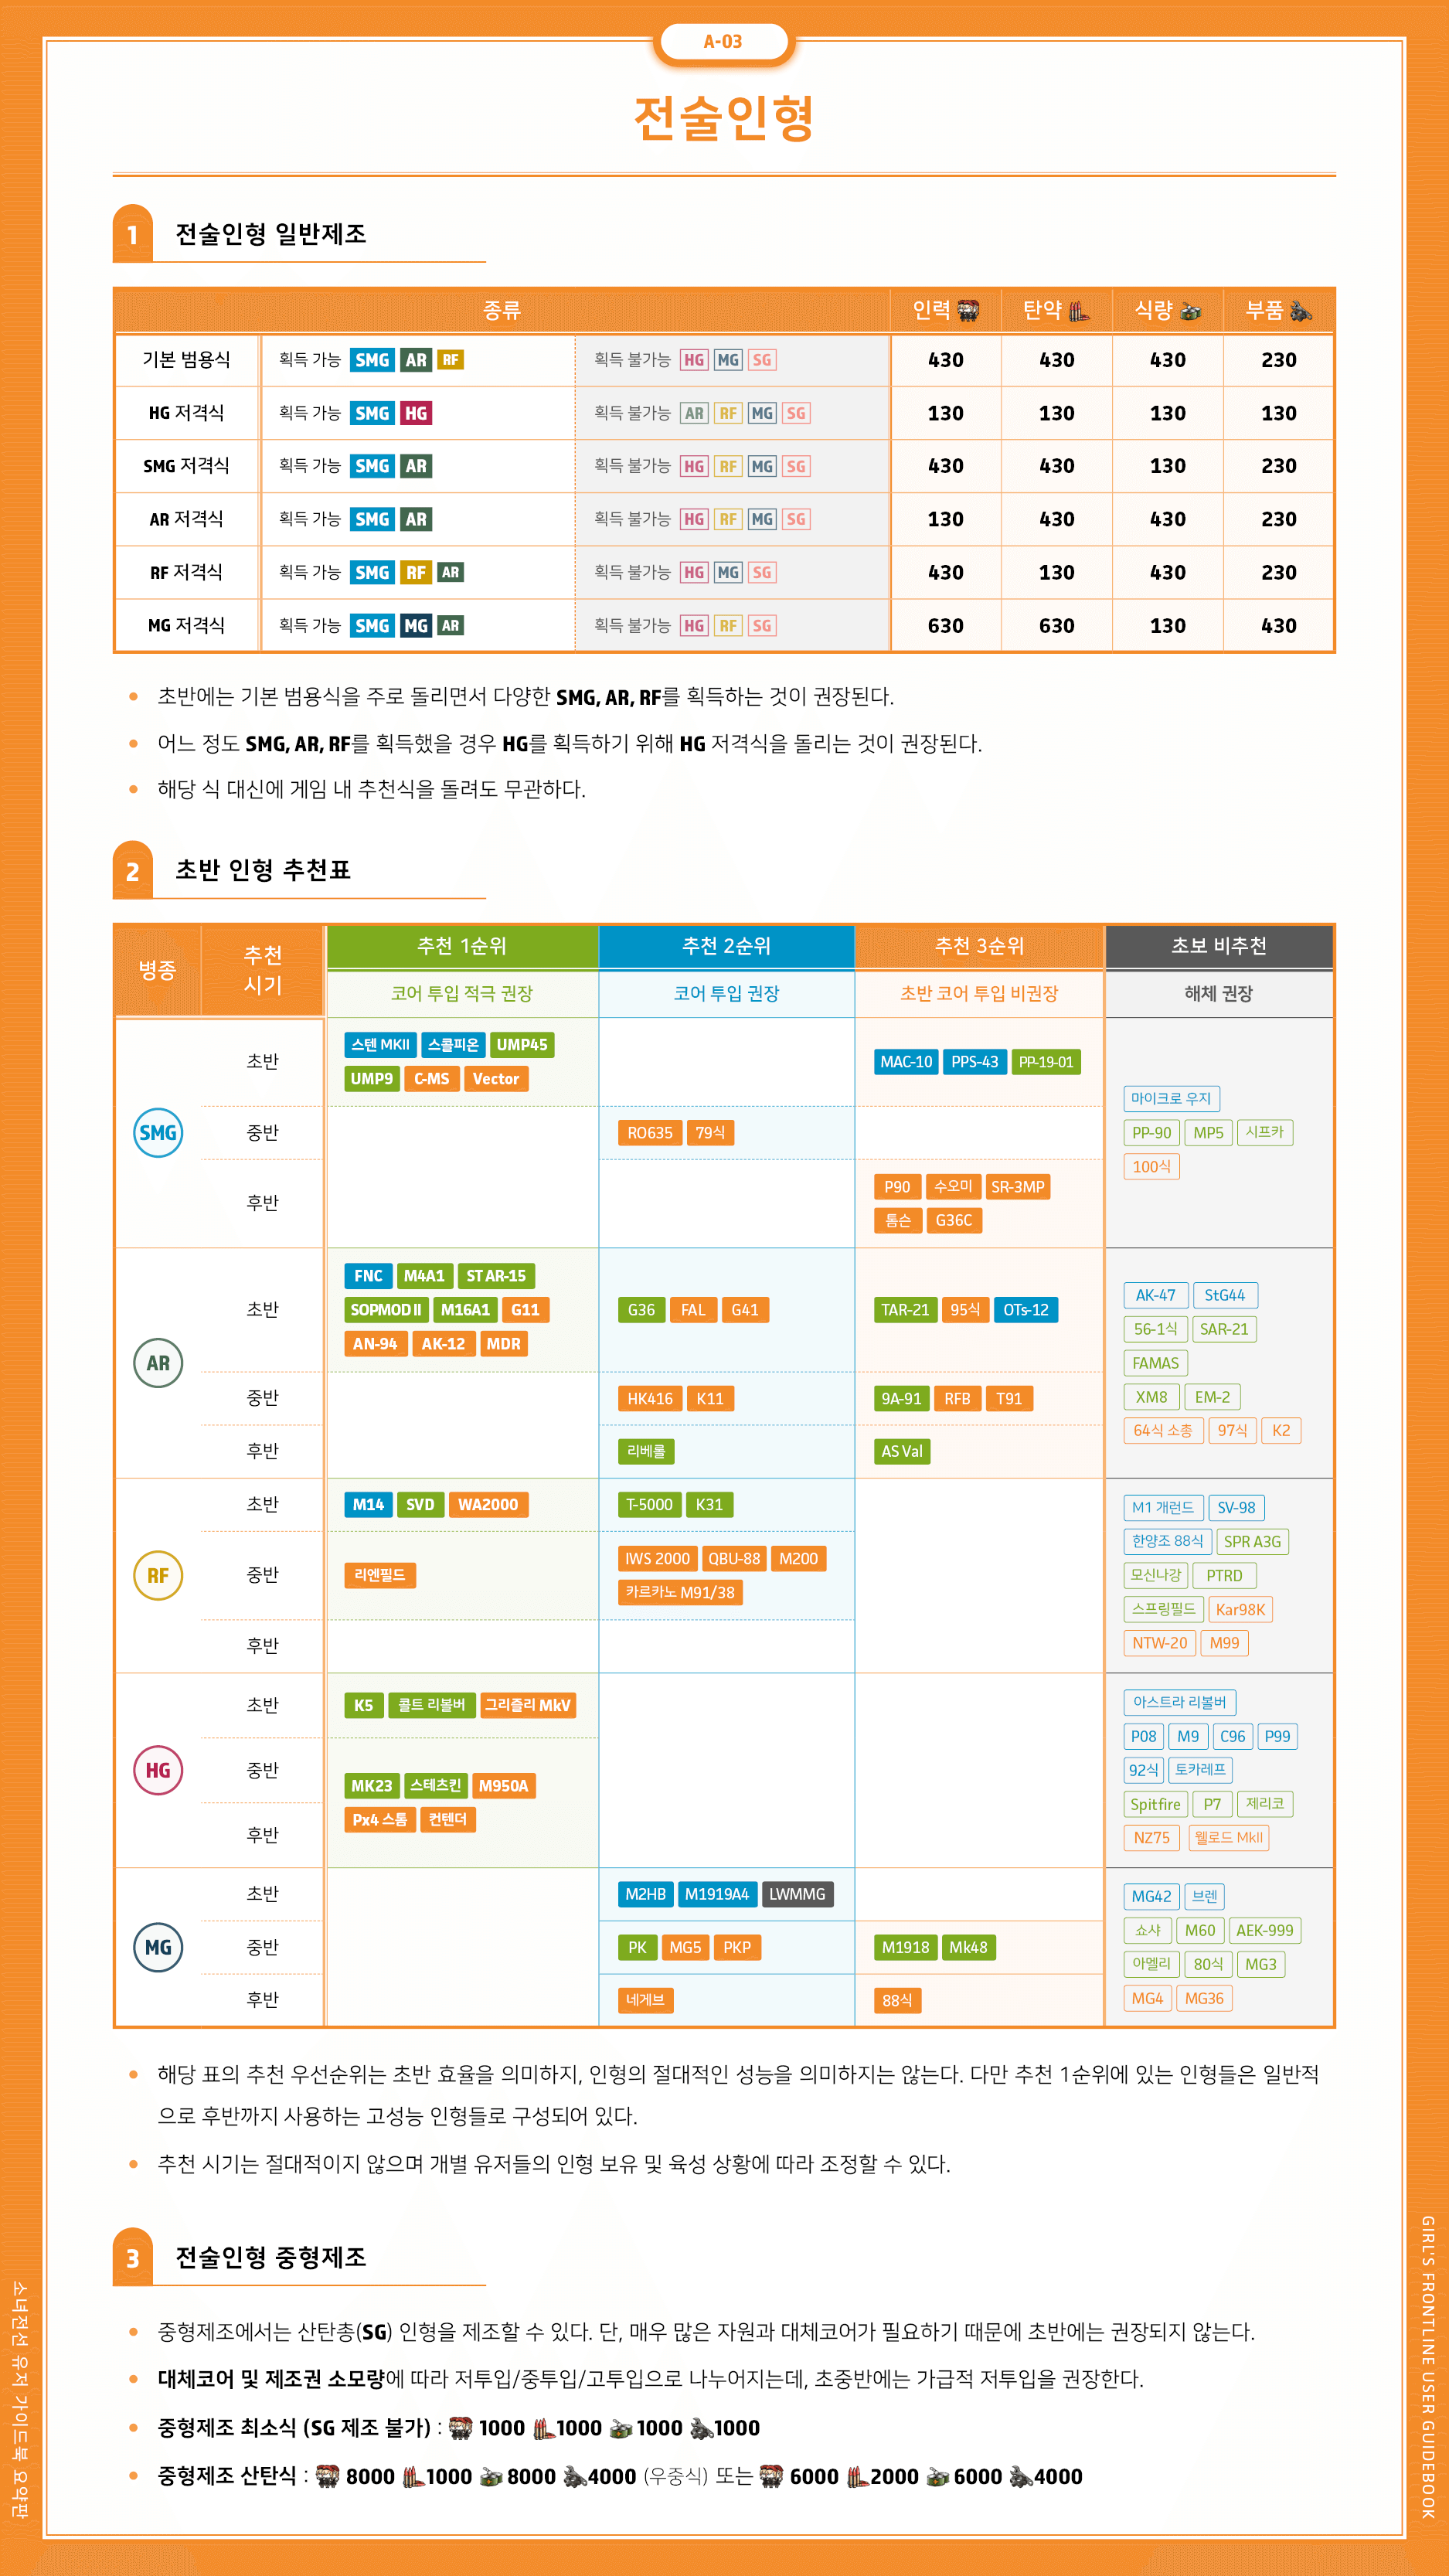 A-03
전술인형
1 전술인형 일반제조
종류 인력 탄약 식량 부품
기본 범용식 획득 가능 SMG AR RF 획득 불가능 HG MG SG 430 430 430 230
HG 저격식 획득 가능 SMG HG 획득 불가능 AR RF MG SG 130 130 130 130
SMG 저격식 획득 가능 SMG AR 획득 불가능 HG RF MG SG 430 430 130 230
AR 저격식 획득 가능 SMG AR 획득 불가능 HG RF MG SG 130 430 430 230
RF 저격식 획득 가능 SMG RF AR 획득 불가능 HG MG SG 430 130 430 230
MG 저격식 획득 가능 SMG MG AR 획득 불가능 HG RF SG 630 630 130 430
초반에는 기본 범용식을 주로 돌리면서 다양한 SMG, AR, RF를 획득하는 것이 권장된다.
어느 정도 SMG, AR, RF를 획득했을 경우 HG를 획득하기 위해 HG 저격식을 돌리는 것이 권장된다.
해당 식 대신에 게임 내 추천식을 돌려도 무관하다.
2 초반 인형 추천표
병종
추천
시기
추천 1순위 추천 2순위 추천 3순위 초보 비추천
코어 투입 적극 권장 코어 투입 권장 초반 코어 투입 비권장 해체 권장
SMG
초반
스텐 MKII 스콜피온 UMP45
UMP9 C-MS Vector
MAC-10 PPS-43 PP-19-01
중반
RO635 79식
후반
P90 수오미 SR-3MP
톰슨 G36C
마이크로 우지
PP-90 MP5 시프카
100식
AR
초반
FNC M4A1 ST AR-15
SOPMOD II M16A1 G11
AN-94 AK-12 MDR
G36 FAL G41
TAR-21 95식 OTs-12
중반
HK416 K11
9A-91 RFB T91
후반
리베롤
AS Val
AK-47 StG44
56-1식 SAR-21
FAMAS
XM8 EM-2
64식 소총 97식 K2
RF
초반
M14 SVD WA2000
T-5000 K31
중반
리엔필드
IWS 2000 QBU-88 M200
카르카노 M91/38
후반
M1 개런드 SV-98
한양조 88식 SPR A3G
모신나강 PTRD
스프링필드 Kar98K
NTW-20 M99
HG
초반
K5 콜트 리볼버 그리즐리 MkV
중반
후반
MK23 스테츠킨 M950A
Px4 스톰 컨텐더
아스트라 리볼버
P08 M9 C96 P99
92식 토카레프
Spitfire P7 제리코
NZ75 웰로드 MkII
MG
초반
M2HB M1919A4 LWMMG
중반
PK MG5 PKP
M1918 Mk48
후반
네게브
88식
MG42 브렌
쇼샤 M60 AEK-999
아멜리 80식 MG3
MG4 MG36
해당 표의 추천 우선순위는 초반 효율을 의미하지, 인형의 절대적인 성능을 의미하지는 않는다. 다만 추천 1순위에 있는 인형들은 일반적
으로 후반까지 사용하는 고성능 인형들로 구성되어 있다.
추천 시기는 절대적이지 않으며 개별 유저들의 인형 보유 및 육성 상황에 따라 조정할 수 있다.
3 전술인형 중형제조
중형제조에서는 산탄총(SG) 인형을 제조할 수 있다. 단, 매우 많은 자원과 대체코어가 필요하기 때문에 초반에는 권장되지 않는다.
대체코어 및 제조권 소모량에 따라 저투입/중투입/고투입으로 나누어지는데, 초중반에는 가급적 저투입을 권장한다.
중형제조 최소식 (SG 제조 불가) : 1000 1000 1000 1000
중형제조 산탄식 : 8000 1000 8000 4000 (우중식) 또는 6000 2000 6000 4000
소녀전선 유저 가이드북 요약판
GIRL'S FRONTLINE USER GUIDEBOOK